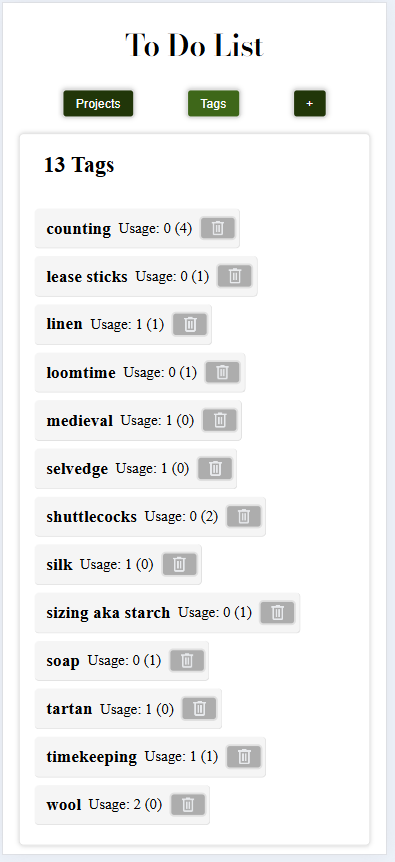 To Do List
Projects Tags +
13 Tags
counting Usage: 0 (4)
lease sticks Usage: 0 (1)
linen Usage: 1 (1)
loomtime Usage: 0 (1)
medieval Usage: 1 (0)
selvedge Usage: 1 (0)
shuttlecocks Usage: 0 (2)
silk Usage: 1 (0)
sizing aka starch Usage: 0 (1)
soap Usage: 0 (1)
tartan Usage: 1 (0)
timekeeping Usage: 1 (1)
wool Usage: 2 (0)